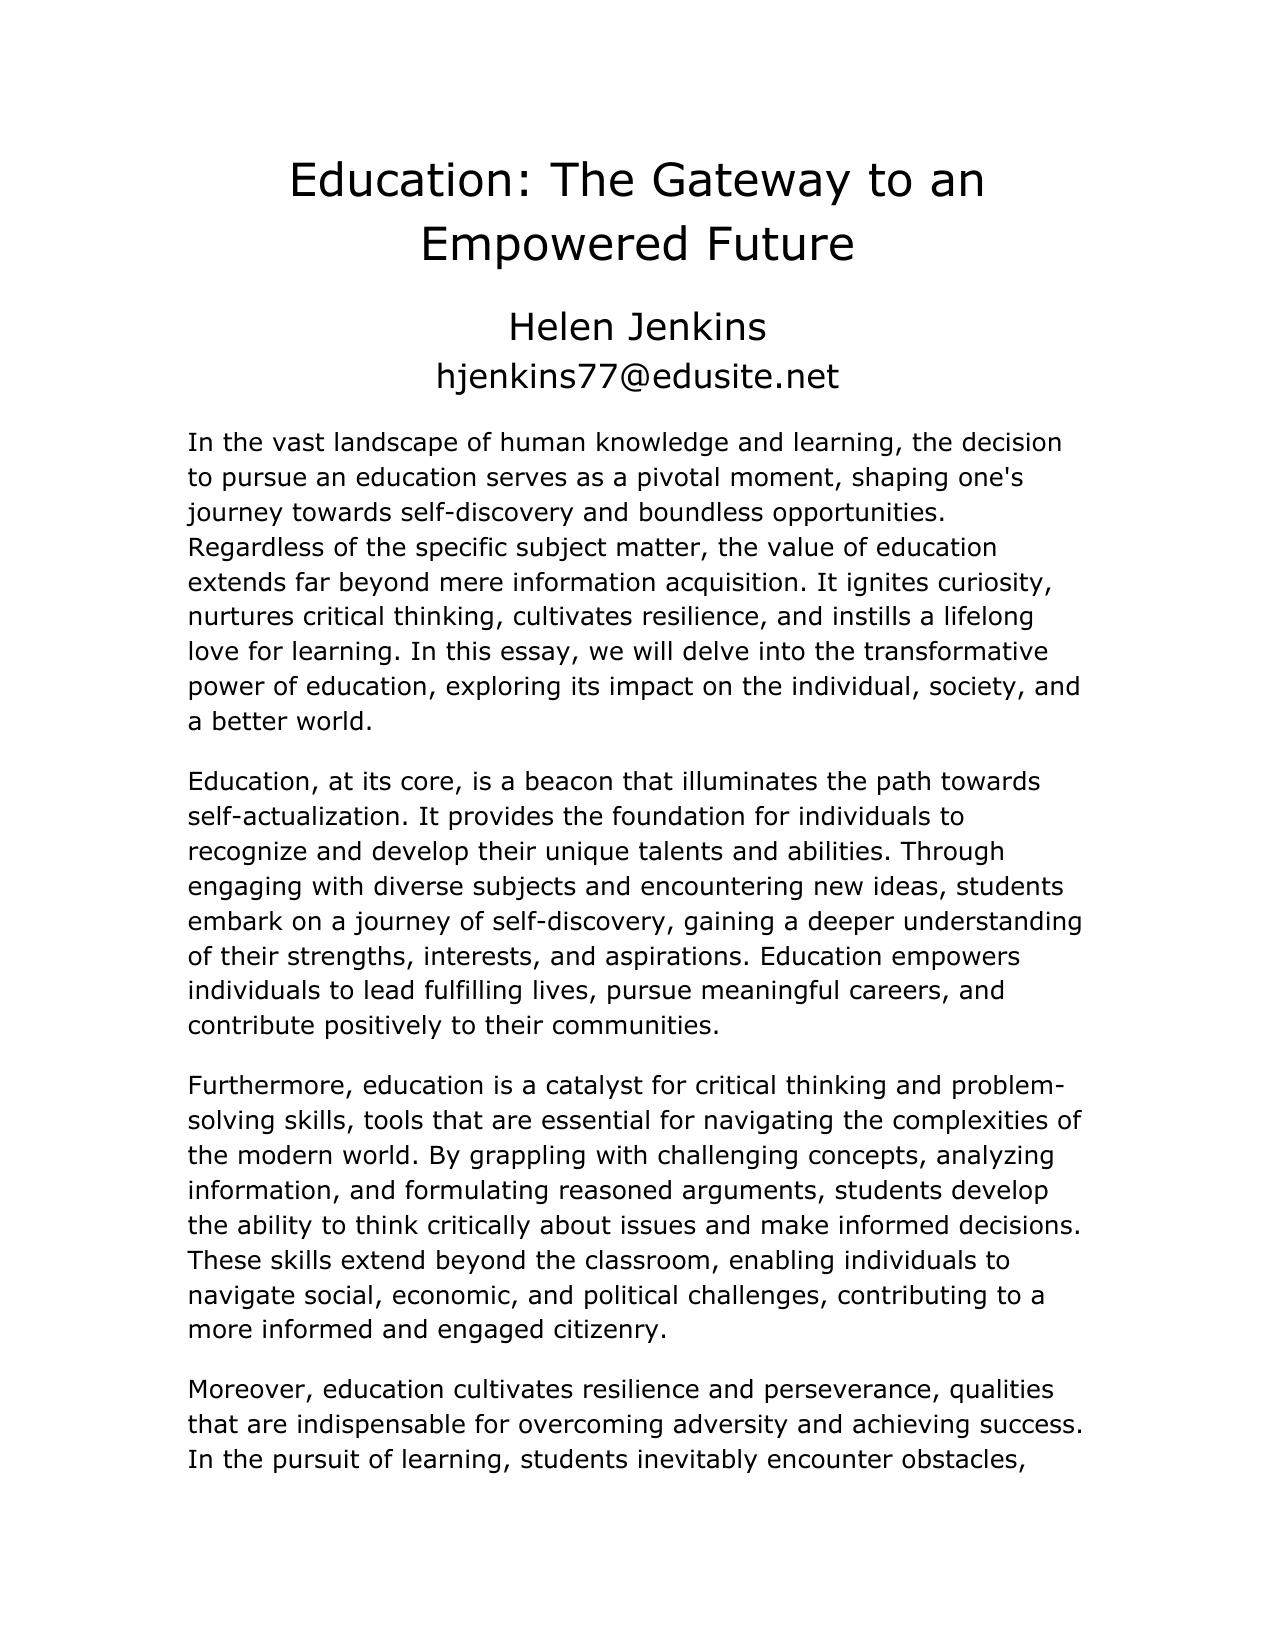 Education: The Gateway to an
Empowered Future
Helen Jenkins
hjenkins77@edusite.net
In the vast landscape of human knowledge and learning, the decision
to pursue an education serves as a pivotal moment, shaping one's
journey towards self-discovery and boundless opportunities.
Regardless of the specific subject matter, the value of education
extends far beyond mere information acquisition. It ignites curiosity,
nurtures critical thinking, cultivates resilience, and instills a lifelong
love for learning. In this essay, we will delve into the transformative
power of education, exploring its impact on the individual, society, and
a better world.
Education, at its core, is a beacon that illuminates the path towards
self-actualization. It provides the foundation for individuals to
recognize and develop their unique talents and abilities. Through
engaging with diverse subjects and encountering new ideas, students
embark on a journey of self-discovery, gaining a deeper understanding
of their strengths, interests, and aspirations. Education empowers
individuals to lead fulfilling lives, pursue meaningful careers, and
contribute positively to their communities.
Furthermore, education is a catalyst for critical thinking and problem-
solving skills, tools that are essential for navigating the complexities of
the modern world. By grappling with challenging concepts, analyzing
information, and formulating reasoned arguments, students develop
the ability to think critically about issues and make informed decisions.
These skills extend beyond the classroom, enabling individuals to
navigate social, economic, and political challenges, contributing to a
more informed and engaged citizenry.
Moreover, education cultivates resilience and perseverance, qualities
that are indispensable for overcoming adversity and achieving success.
In the pursuit of learning, students inevitably encounter obstacles,